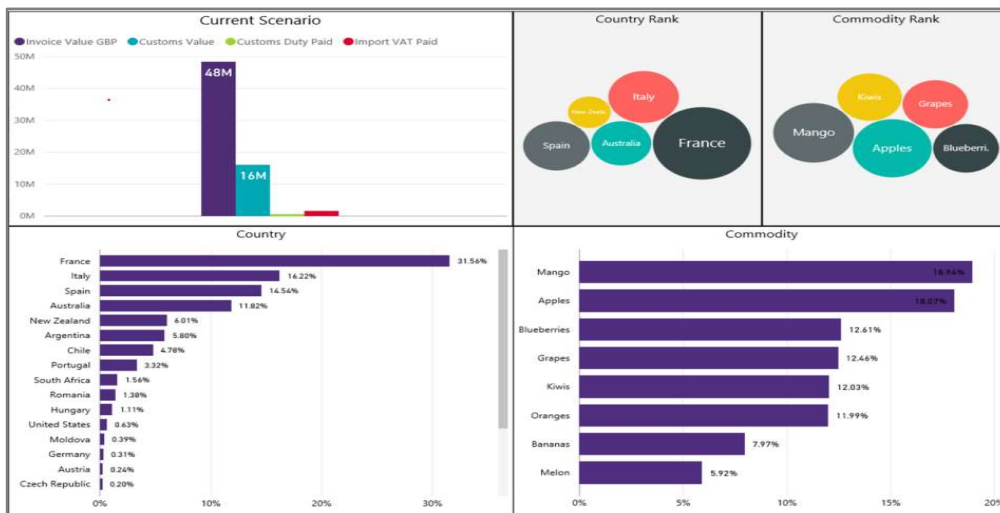 Current Scenario
Invoice Value GBP Customs Value Customs Duty Paid Import VAT Paid
50M
40M
30M
20M
10M
0M
48M
16M
Country Rank
Italy
Spain
Australia
France
Commodity Rank
Kiwis
Grapes
Mango
Apples
Blueberri..
Country
France 31.56%
Italy 16.22%
Spain 14.54%
Australia 11.82%
New Zealand 6.01%
Argentina 5.80%
Chile 4.78%
Portugal 3.32%
South Africa 1.56%
Romania 1.38%
Hungary 1.11%
United States 0.63%
Moldova 0.39%
Germany 0.31%
Austria 0.24%
Czech Republic 0.20%
0% 10% 20% 30%
Commodity
Mango 18.94%
Apples 18.07%
Blueberries 12.61%
Grapes 12.46%
Kiwis 12.03%
Oranges 11.99%
Bananas 7.97%
Melon 5.92%
0% 5% 10% 15% 20%